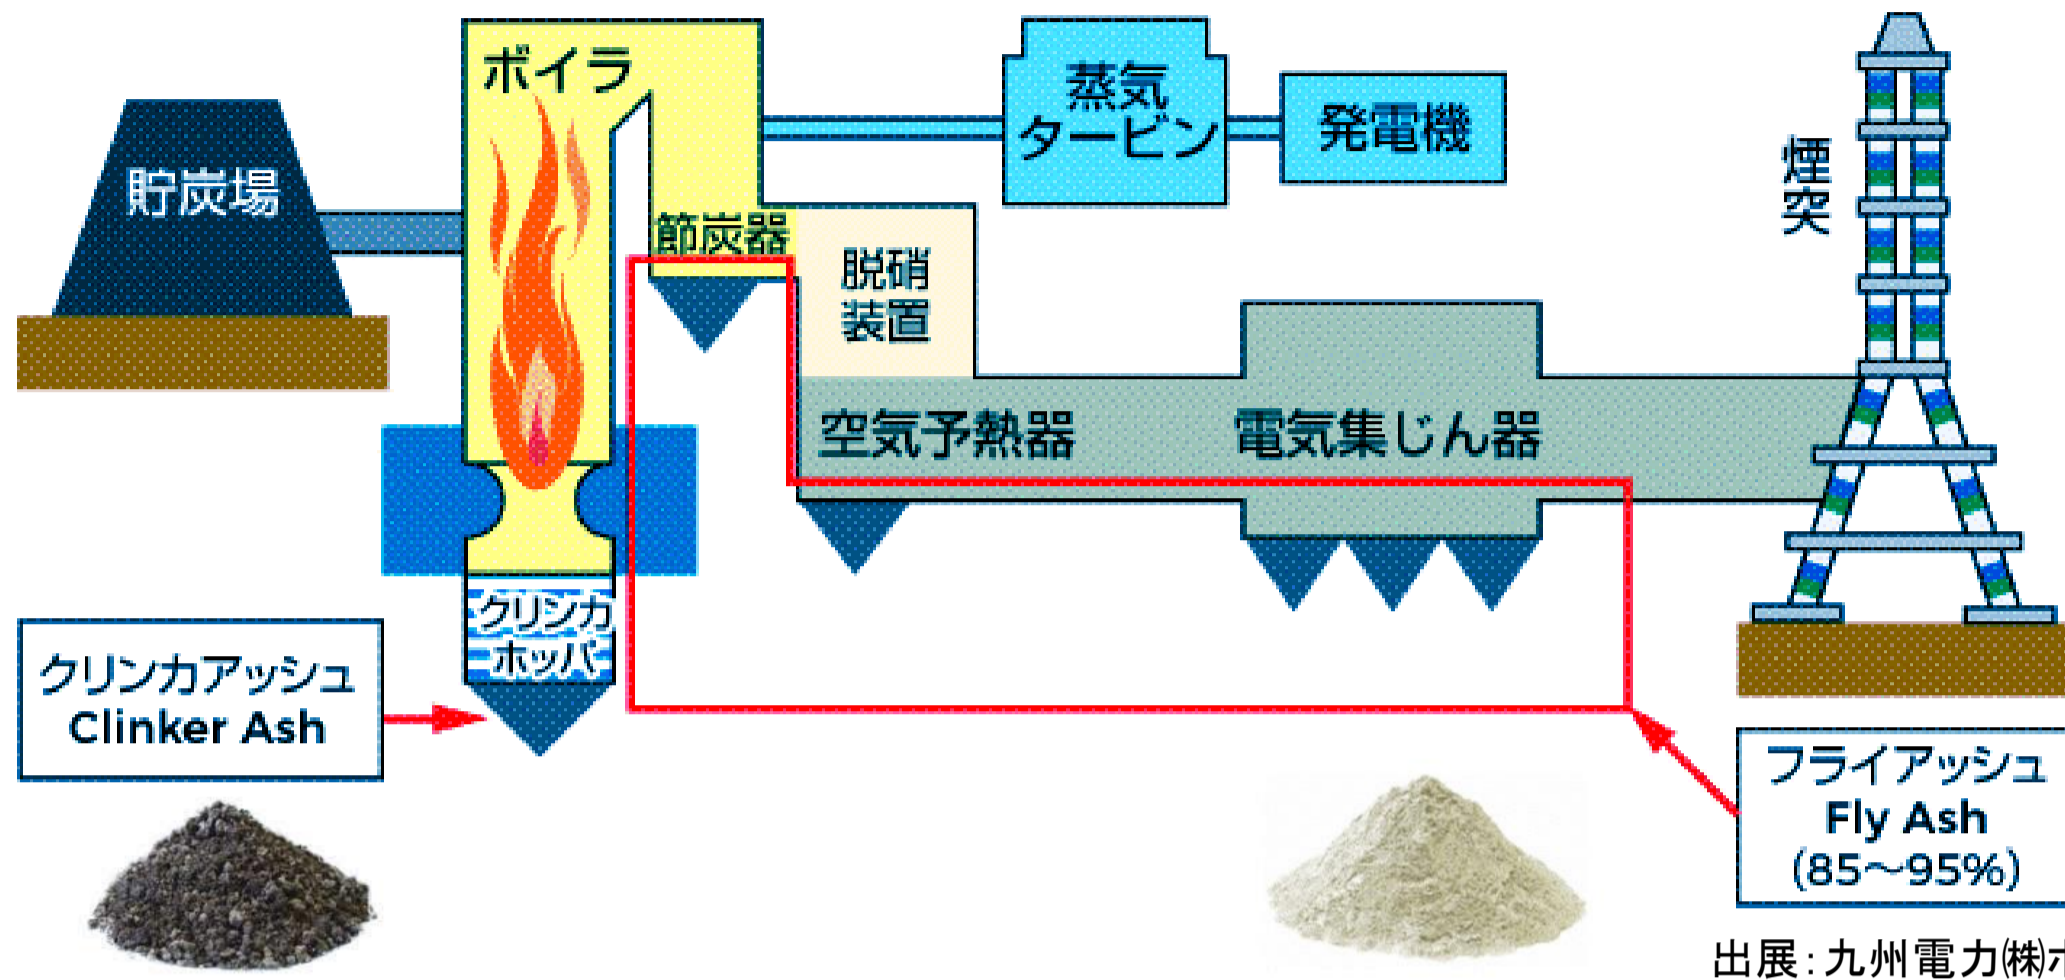 ボイラ
蒸気
タービン
発電機
貯炭場
煙突
節炭器
脱硝
装置
空気予熱器
電気集じん器
クリンカ
ホッパ
クリンカアッシュ
Clinker Ash
フライアッシュ
Fly Ash
(85～95%)
出展：九州電力㈱ホ